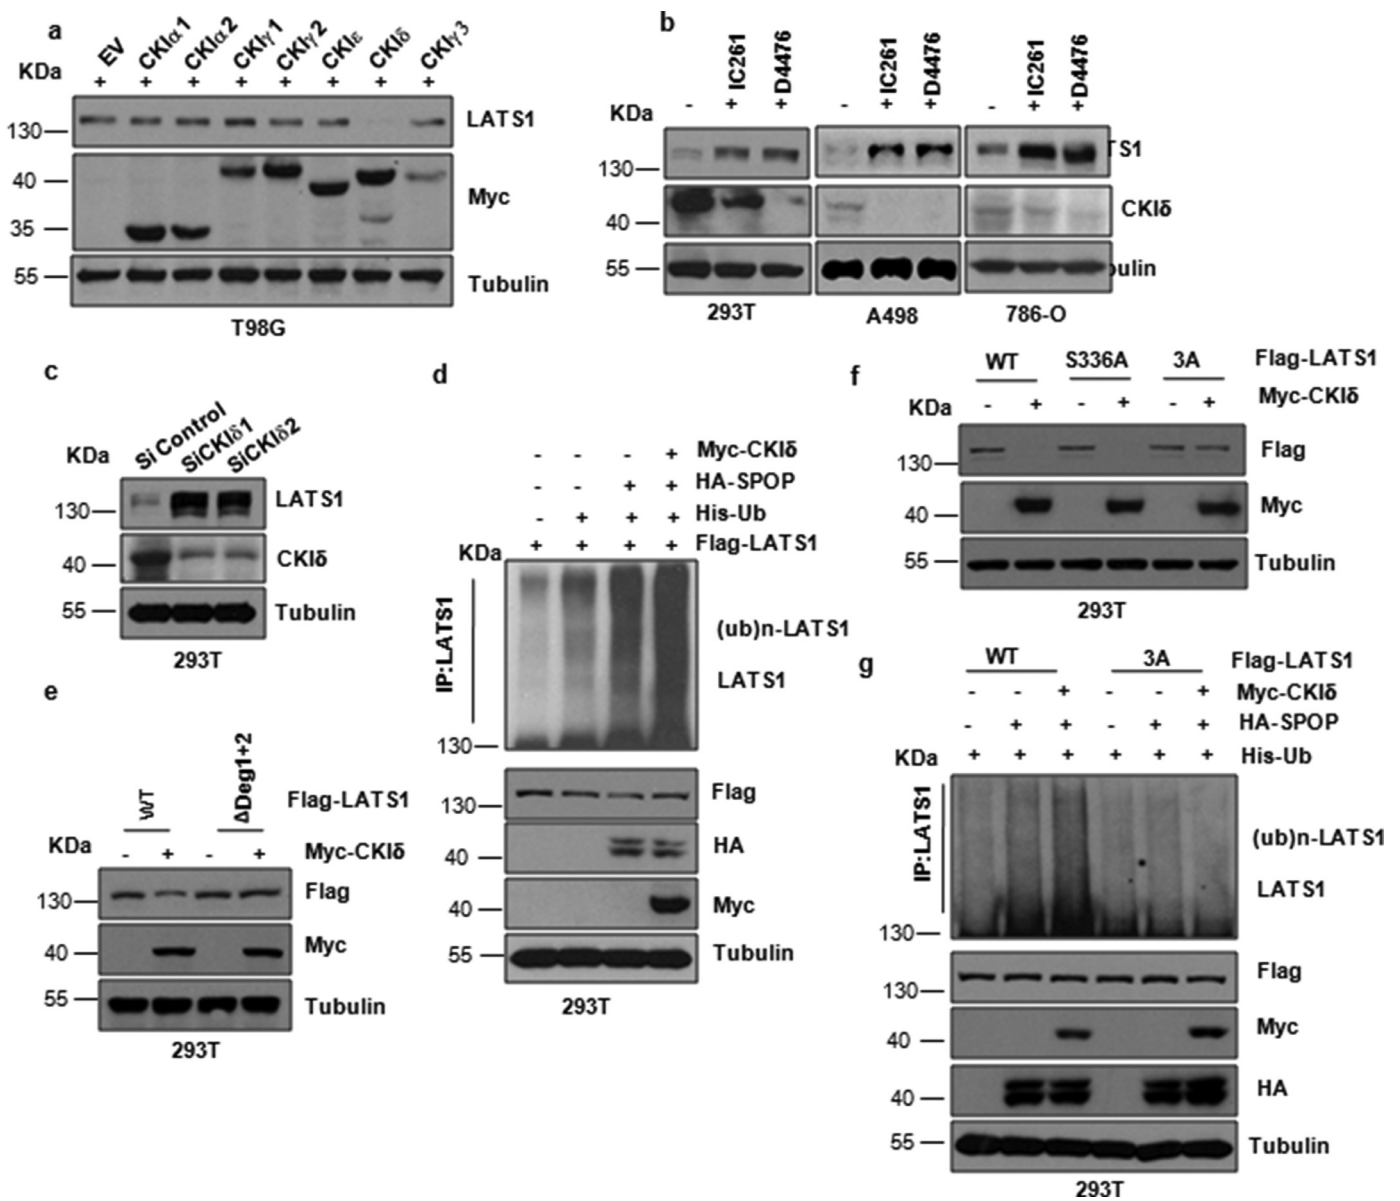 a
KDa
EV
CKIα1
CKIα2
CKIγ1
CKIγ2
CKIε
CKIδ
CKIγ3
+ + + + + + + +
130
LATS1
40
35
Myc
55
Tubulin
T98G
b
KDa
- +IC261 +D4476
- +IC261 +D4476
- +IC261 +D4476
130
TS1
40
CKIδ
55
bulin
293T
A498
786-O
c
KDa
Si Control
SiCKIδ1
SiCKIδ2
130
LATS1
40
CKIδ
55
Tubulin
293T
d
- - - + Myc-CKIδ
- - + + HA-SPOP
- + + + His-Ub
KDa
+ + + + Flag-LATS1
IP:LATS1
(ub)n-LATS1
LATS1
130
130
Flag
40
HA
40
Myc
55
Tubulin
293T
e
WT
ΔDeg1+2
Flag-LATS1
KDa
- + - + Myc-CKIδ
130
Flag
40
Myc
55
Tubulin
293T
f
WT S336A 3A Flag-LATS1
KDa
- + - + - + Myc-CKIδ
130
Flag
40
Myc
55
Tubulin
293T
g
WT 3A Flag-LATS1
- - + - - + Myc-CKIδ
- + + - + + HA-SPOP
KDa
+ + + + + + His-Ub
IP:LATS1
(ub)n-LATS1
LATS1
130
130
Flag
40
Myc
40
HA
55
Tubulin
293T